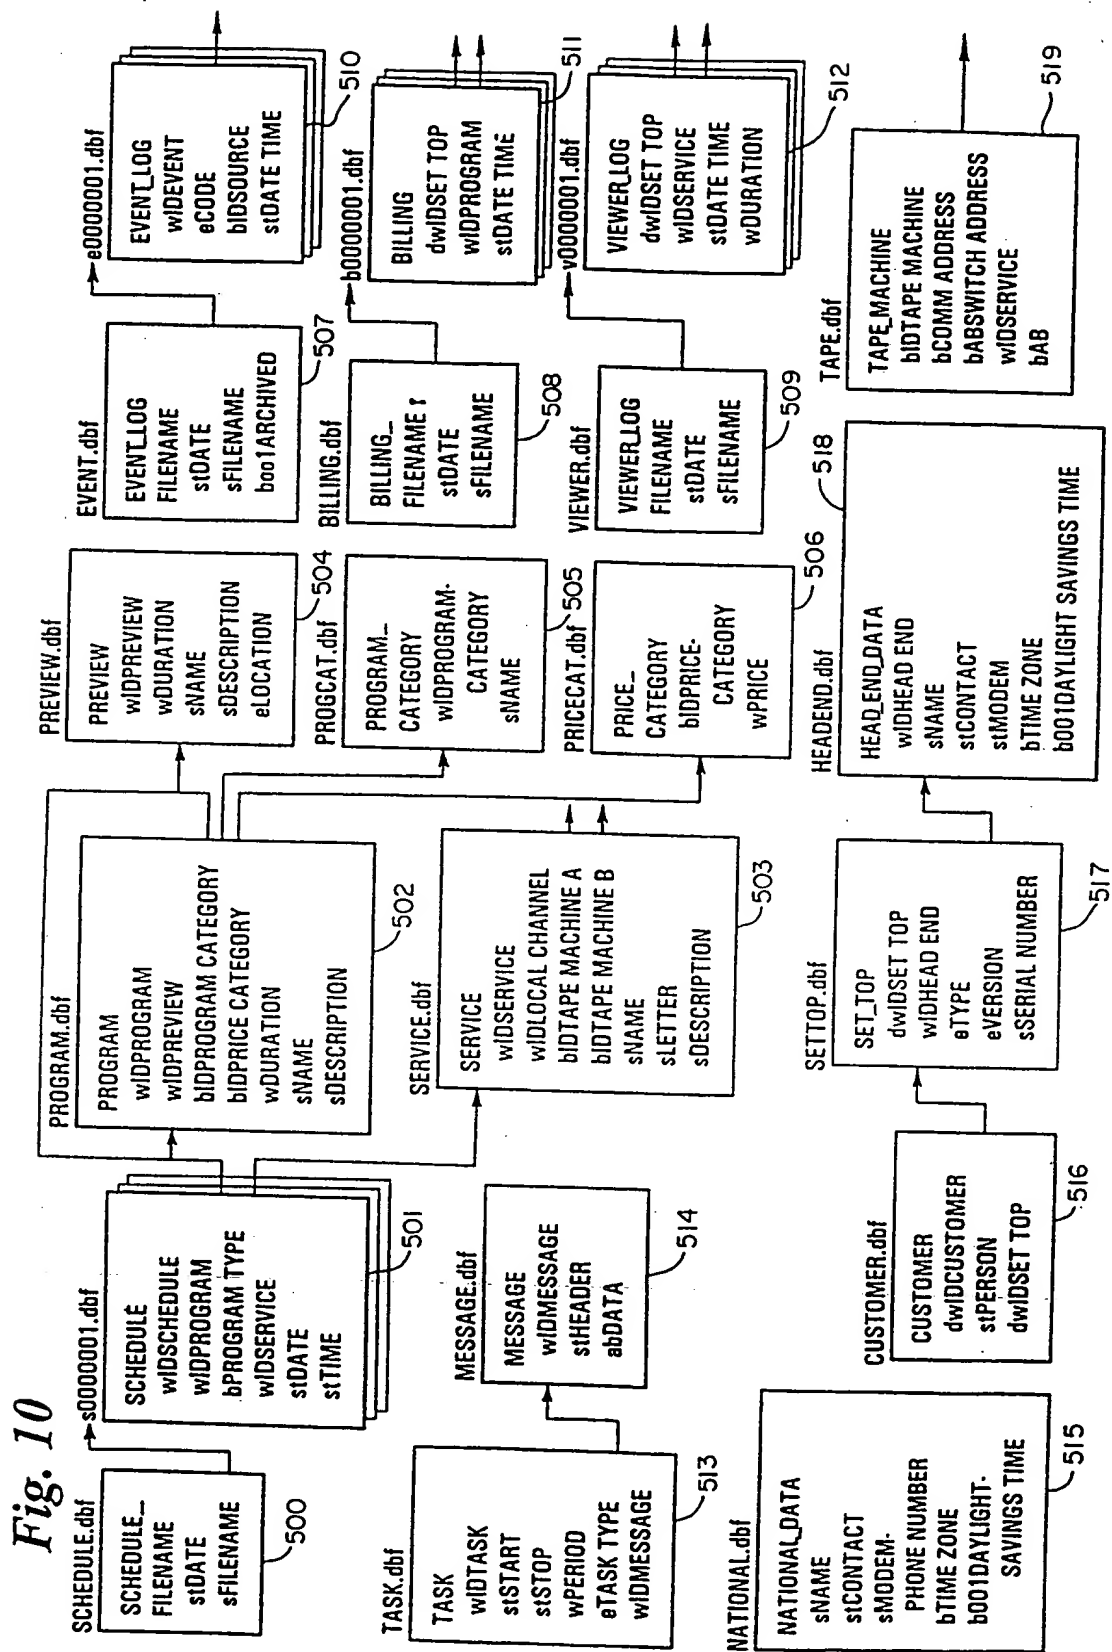 Fig. 10
SCHEDULE.dbf
SCHEDULE_
FILENAME
stDATE
sFILENAME
500
s0000001.dbf
SCHEDULE
wIDSCHEDULE
wIDPROGRAM
bPROGRAM TYPE
wIDSERVICE
stDATE
stTIME
501
PROGRAM.dbf
PROGRAM
wIDPROGRAM
wIDPREVIEW
bIDPROGRAM CATEGORY
bIDPRICE CATEGORY
wDURATION
sNAME
sDESCRIPTION
502
PREVIEW.dbf
PREVIEW
wIDPREVIEW
wDURATION
sNAME
sDESCRIPTION
eLOCATION
504
EVENT.dbf
EVENT_LOG
FILENAME
stDATE
sFILENAME
boo1ARCHIVED
507
e0000001.dbf
EVENT_LOG
wIDEVENT
eCODE
bIDSOURCE
stDATE TIME
510
PROGCAT.dbf
PROGRAM_
CATEGORY
wIDPROGRAM-
CATEGORY
sNAME
505
BILLING.dbf
BILLING_
FILENAME
stDATE
sFILENAME
508
b0000001.dbf
BILLING
dwIDSET TOP
wIDPROGRAM
stDATE TIME
511
TASK.dbf
TASK
wIDTASK
stSTART
stSTOP
wPERIOD
eTASK TYPE
wIDMESSAGE
513
MESSAGE.dbf
MESSAGE
wIDMESSAGE
stHEADER
abDATA
514
SERVICE.dbf
SERVICE
wIDSERVICE
wIDLOCAL CHANNEL
bIDTAPE MACHINE A
bIDTAPE MACHINE B
sNAME
sLETTER
sDESCRIPTION
503
PRICECAT.dbf
PRICE_
CATEGORY
bIDPRICE-
CATEGORY
wPRICE
506
VIEWER.dbf
VIEWER_LOG
FILENAME
stDATE
sFILENAME
509
v0000001.dbf
VIEWER_LOG
dwIDSET TOP
wIDSERVICE
stDATE TIME
wDURATION
512
NATIONAL.dbf
NATIONAL_DATA
sNAME
stCONTACT
sMODEM-
PHONE NUMBER
bTIME ZONE
b001DAYLIGHT-
SAVINGS TIME
515
CUSTOMER.dbf
CUSTOMER
dwIDCUSTOMER
stPERSON
dwIDSET TOP
516
SETTOP.dbf
SET_TOP
dwIDSET TOP
wIDHEAD END
eTYPE
eVERSION
sSERIAL NUMBER
517
HEADEND.dbf
HEAD_END_DATA
wIDHEAD END
sNAME
stCONTACT
stMODEM
bTIME ZONE
b001DAYLIGHT SAVINGS TIME
518
TAPE.dbf
TAPE_MACHINE
bIDTAPE MACHINE
bCOMM ADDRESS
bABSWITCH ADDRESS
wIDSERVICE
bAB
519